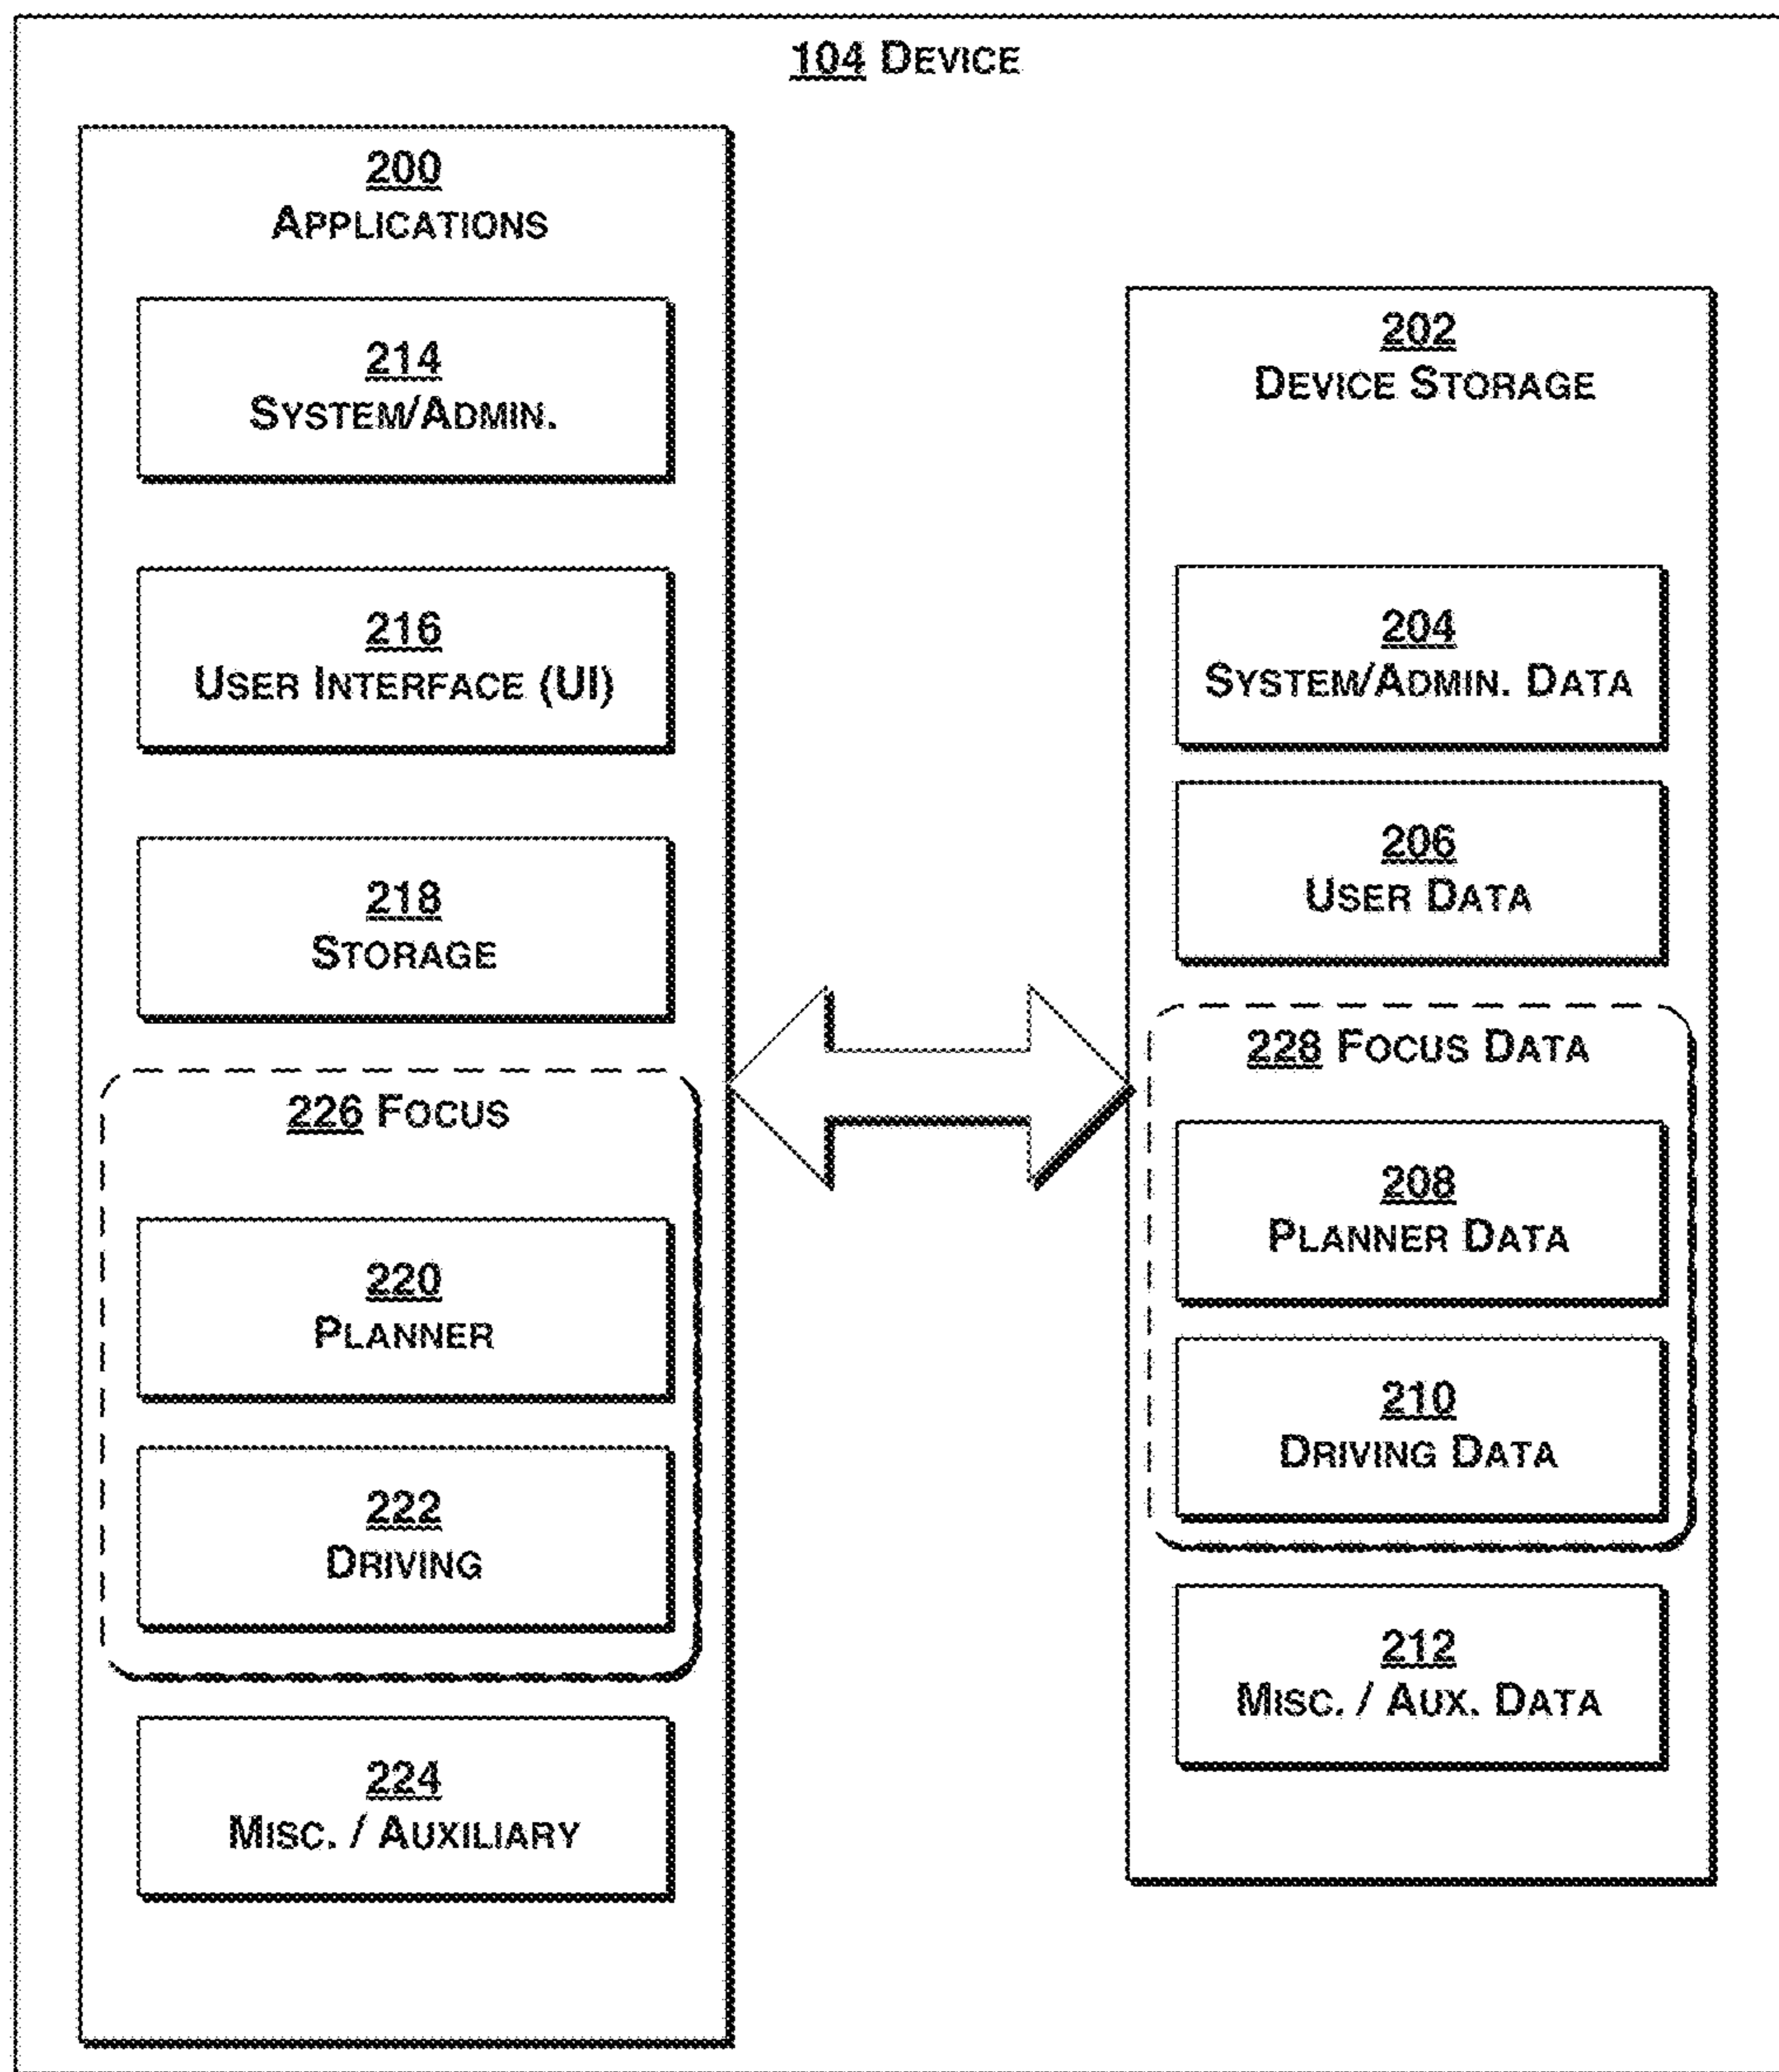 104 DEVICE
200
APPLICATIONS
214
SYSTEM/ADMIN.
216
USER INTERFACE (UI)
218
STORAGE
226 FOCUS
220
PLANNER
222
DRIVING
224
MISC. / AUXILIARY
202
DEVICE STORAGE
204
SYSTEM/ADMIN. DATA
206
USER DATA
228 FOCUS DATA
208
PLANNER DATA
210
DRIVING DATA
212
MISC. / AUX. DATA